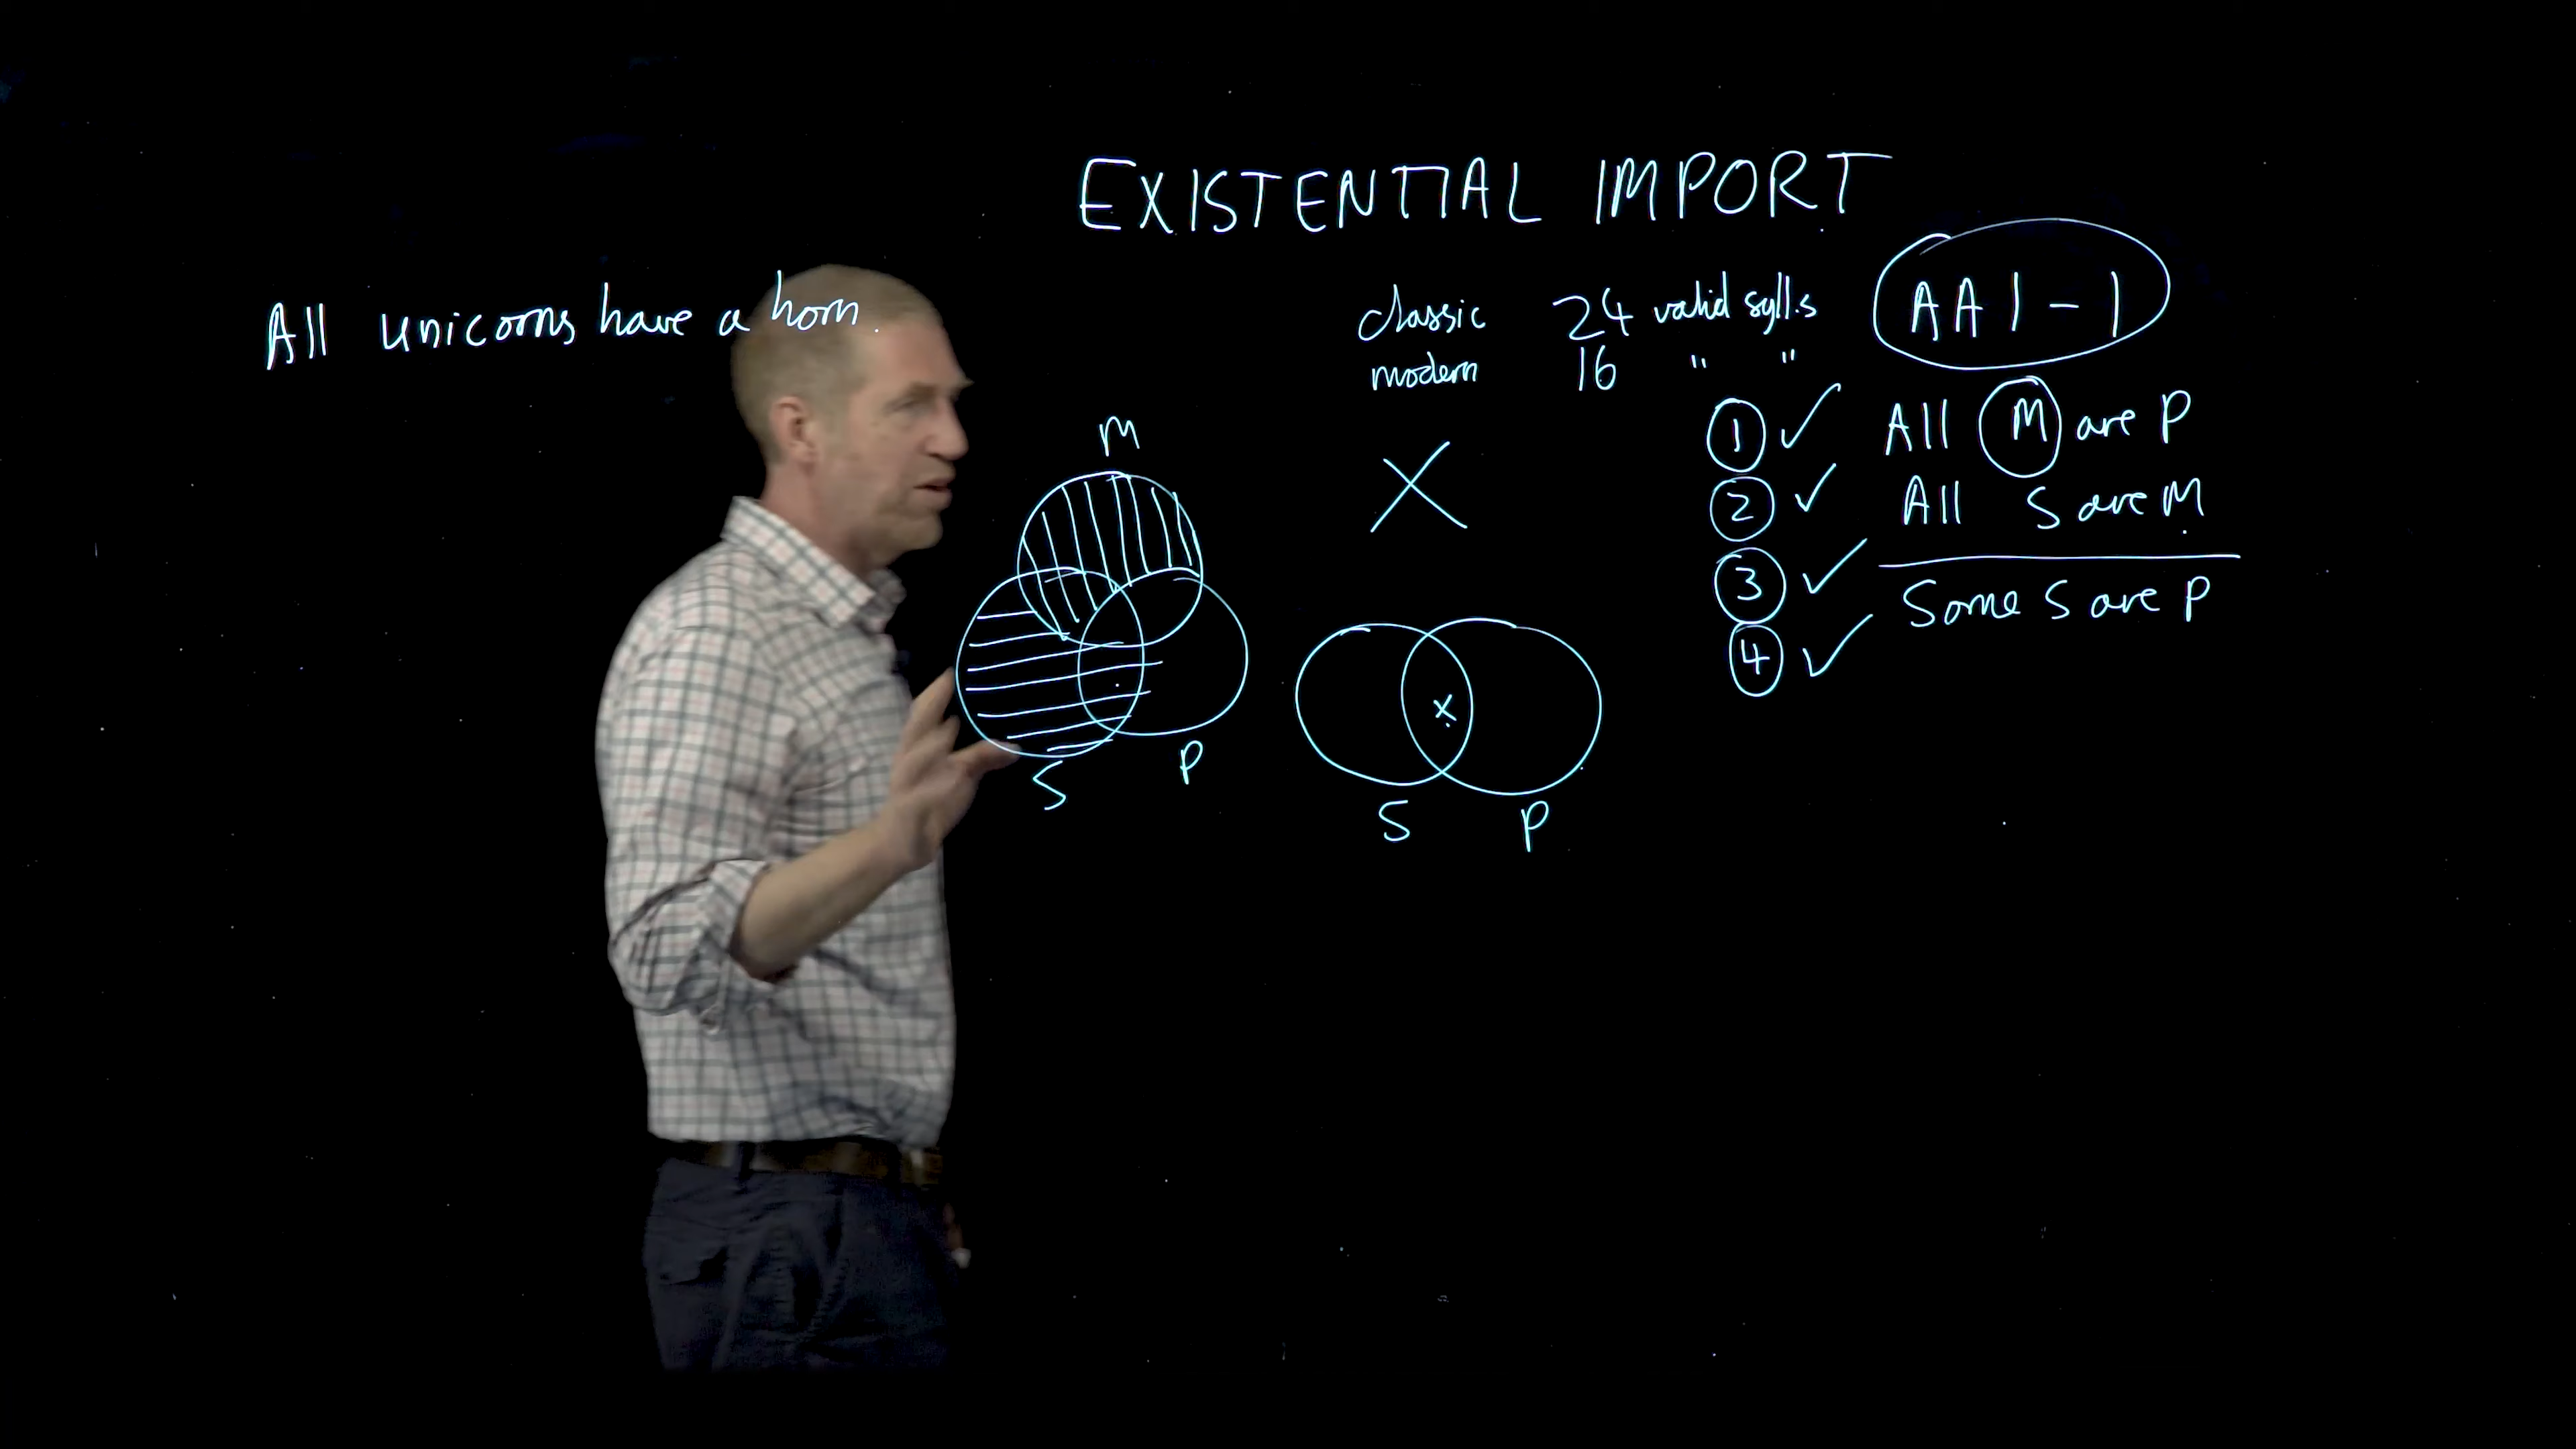 EXISTENTIAL IMPORT
All unicorns have a horn.
classic 24 valid syll.s
modern 16 " "
AAI-1
1 ✓ All M are P
2 ✓ All S are M
3 ✓
Some S are P
4 ✓
M
X
S P
x
S P